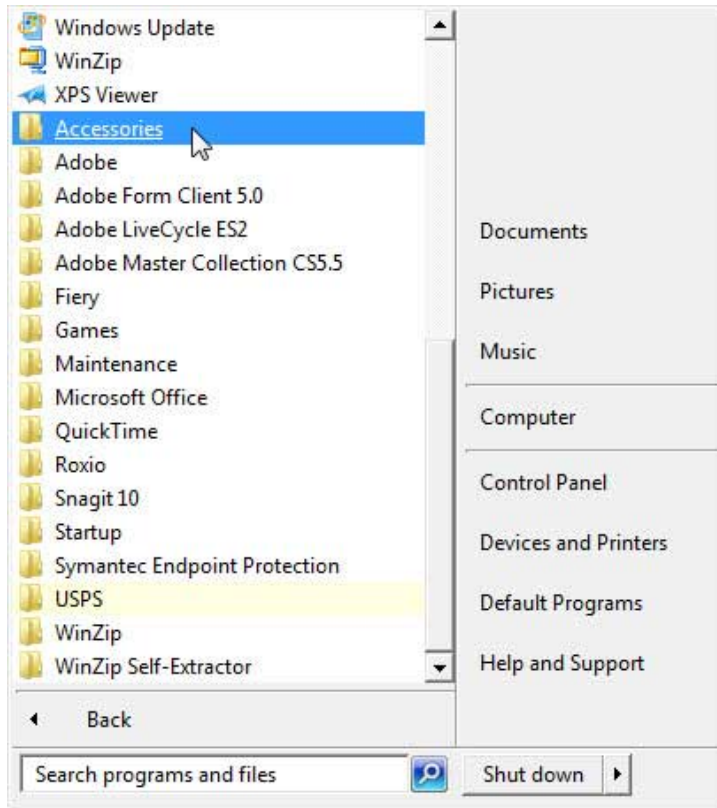 Windows Update
WinZip
XPS Viewer
Accessories
Adobe
Adobe Form Client 5.0
Adobe LiveCycle ES2
Adobe Master Collection CS5.5
Fiery
Games
Maintenance
Microsoft Office
QuickTime
Roxio
Snagit 10
Startup
Symantec Endpoint Protection
USPS
WinZip
WinZip Self-Extractor
Back
Search programs and files
Documents
Pictures
Music
Computer
Control Panel
Devices and Printers
Default Programs
Help and Support
Shut down